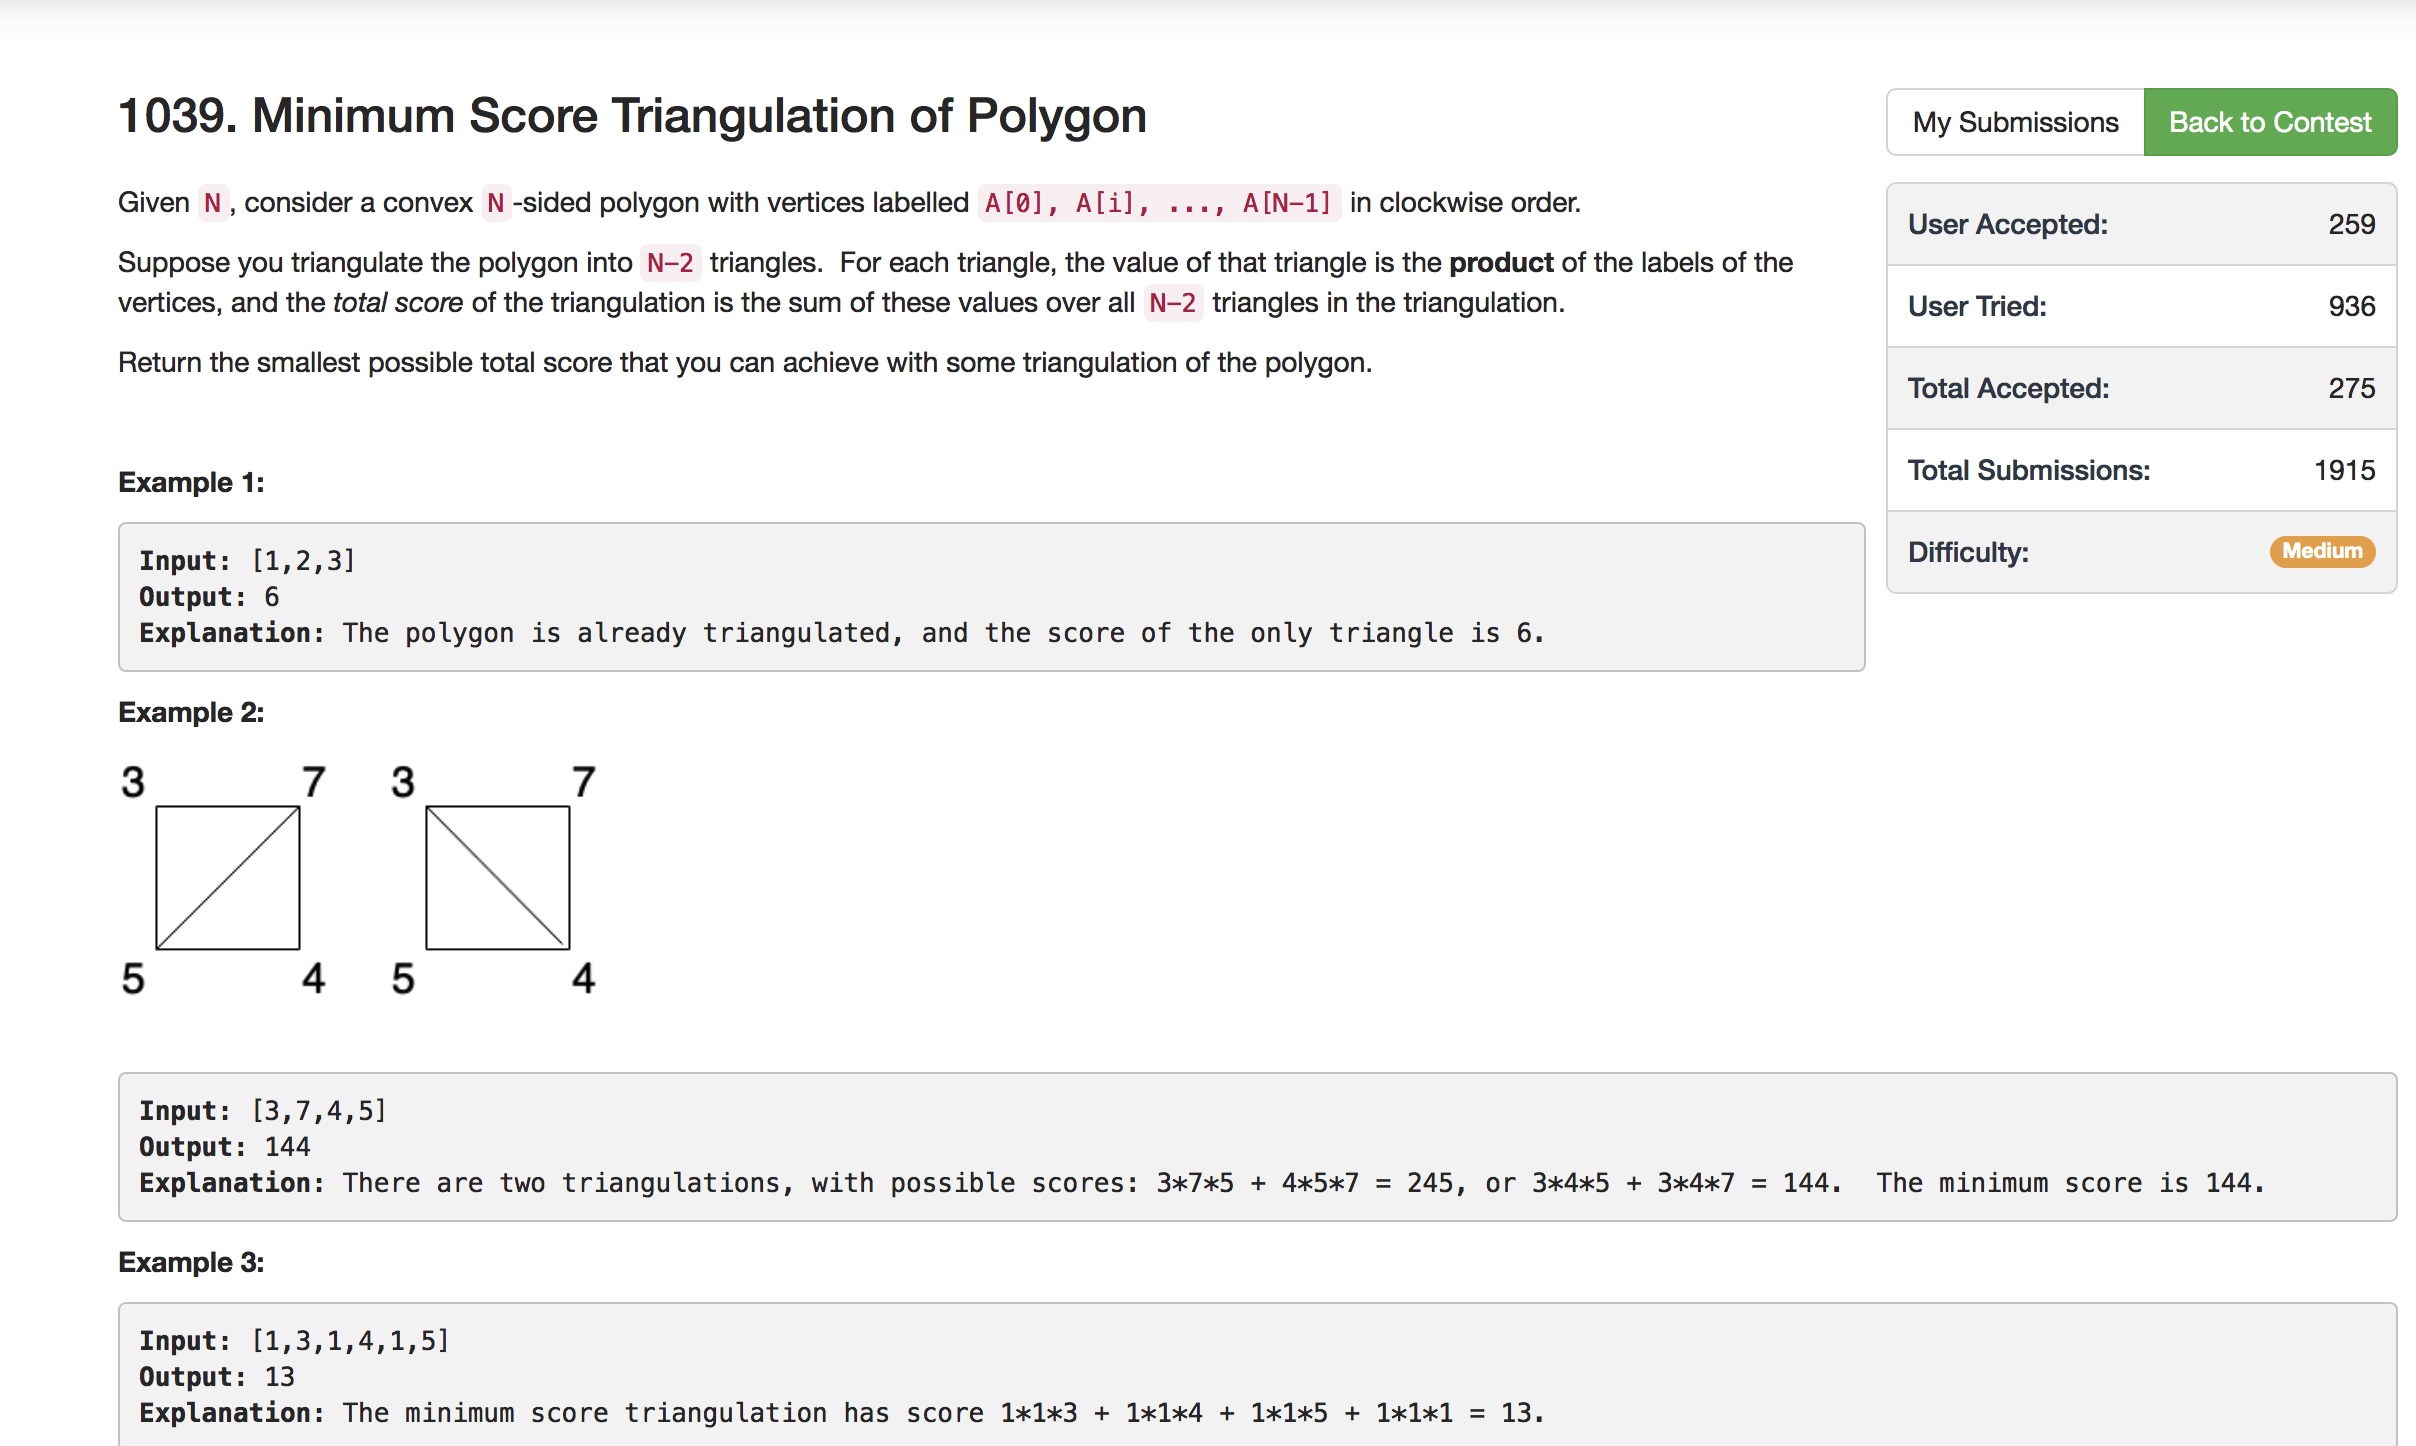 1039. Minimum Score Triangulation of Polygon
My Submissions
Back to Contest
Given N, consider a convex N-sided polygon with vertices labelled A[0], A[i], ..., A[N-1] in clockwise order.
Suppose you triangulate the polygon into N-2 triangles.  For each triangle, the value of that triangle is the product of the labels of the
vertices, and the total score of the triangulation is the sum of these values over all N-2 triangles in the triangulation.
Return the smallest possible total score that you can achieve with some triangulation of the polygon.
User Accepted: 259
User Tried: 936
Total Accepted: 275
Total Submissions: 1915
Difficulty: Medium
Example 1:
Input: [1,2,3]
Output: 6
Explanation: The polygon is already triangulated, and the score of the only triangle is 6.
Example 2:
3 7 3 7
5 4 5 4
Input: [3,7,4,5]
Output: 144
Explanation: There are two triangulations, with possible scores: 3*7*5 + 4*5*7 = 245, or 3*4*5 + 3*4*7 = 144.  The minimum score is 144.
Example 3:
Input: [1,3,1,4,1,5]
Output: 13
Explanation: The minimum score triangulation has score 1*1*3 + 1*1*4 + 1*1*5 + 1*1*1 = 13.